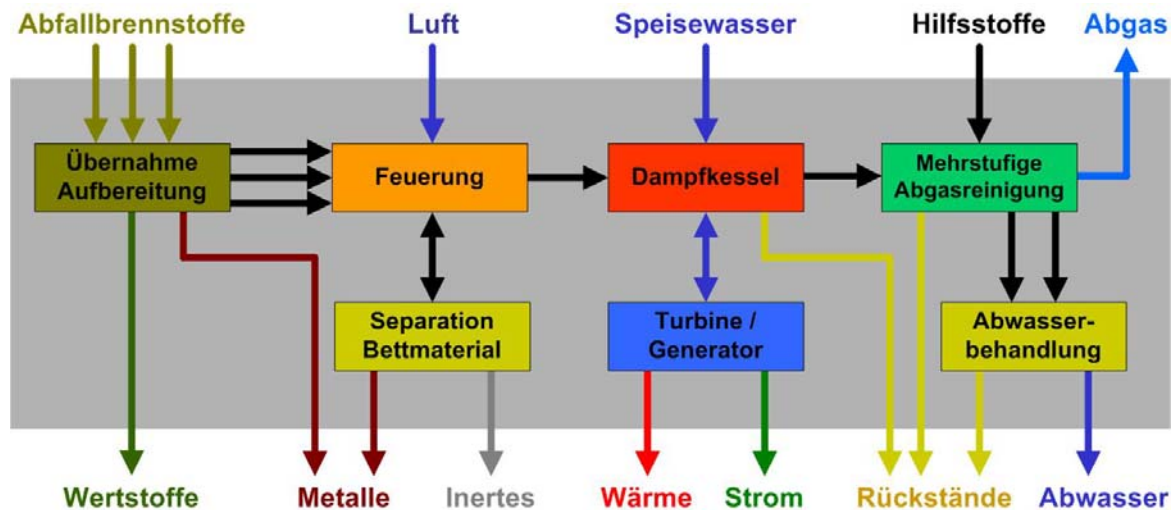 Abfallbrennstoffe
Luft
Speisewasser
Hilfsstoffe
Abgas
Übernahme
Aufbereitung
Feuerung
Dampfkessel
Mehrstufige
Abgasreinigung
Separation
Bettmaterial
Turbine /
Generator
Abwasser-
behandlung
Wertstoffe
Metalle
Inertes
Wärme
Strom
Rückstände
Abwasser